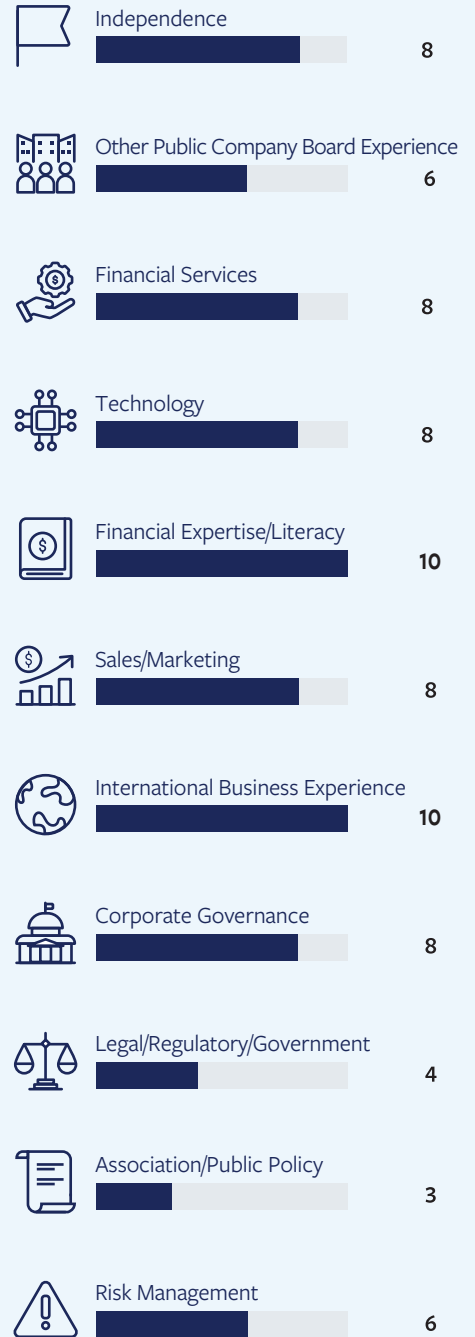 Independence
8
Other Public Company Board Experience
6
Financial Services
8
Technology
8
Financial Expertise/Literacy
10
Sales/Marketing
8
International Business Experience
10
Corporate Governance
8
Legal/Regulatory/Government
4
Association/Public Policy
3
Risk Management
6